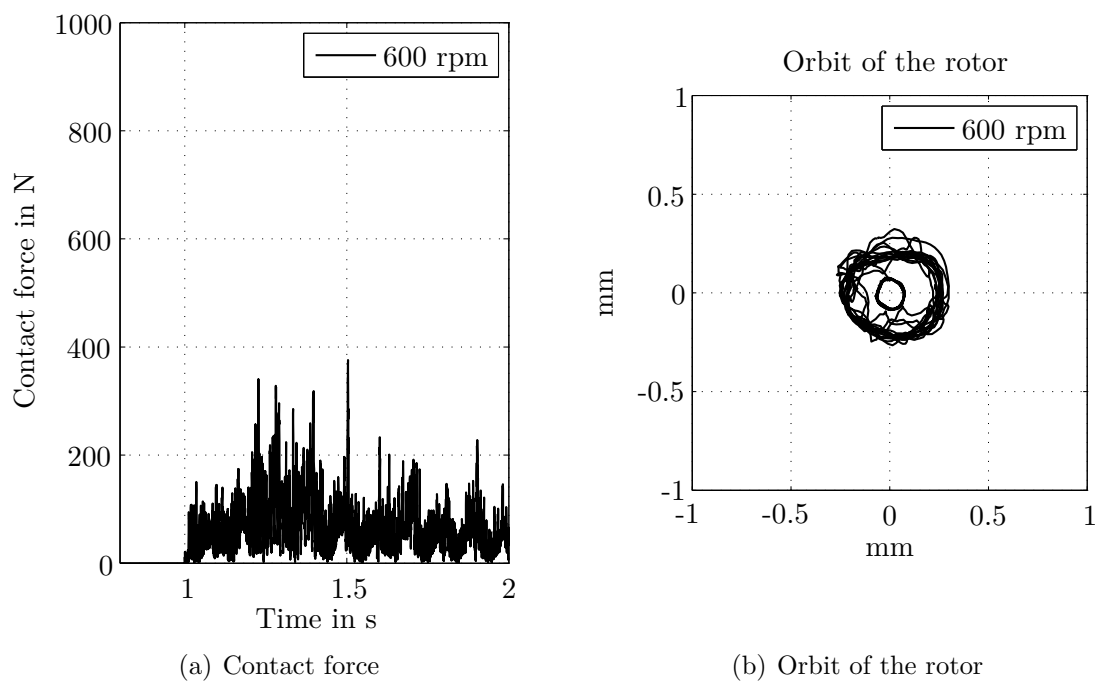 1000
800
600
400
200
0
Contact force in N
600 rpm
1
1.5
2
Time in s
(a) Contact force
Orbit of the rotor
1
0.5
0
-0.5
-1
mm
600 rpm
-1
-0.5
0
0.5
1
mm
(b) Orbit of the rotor